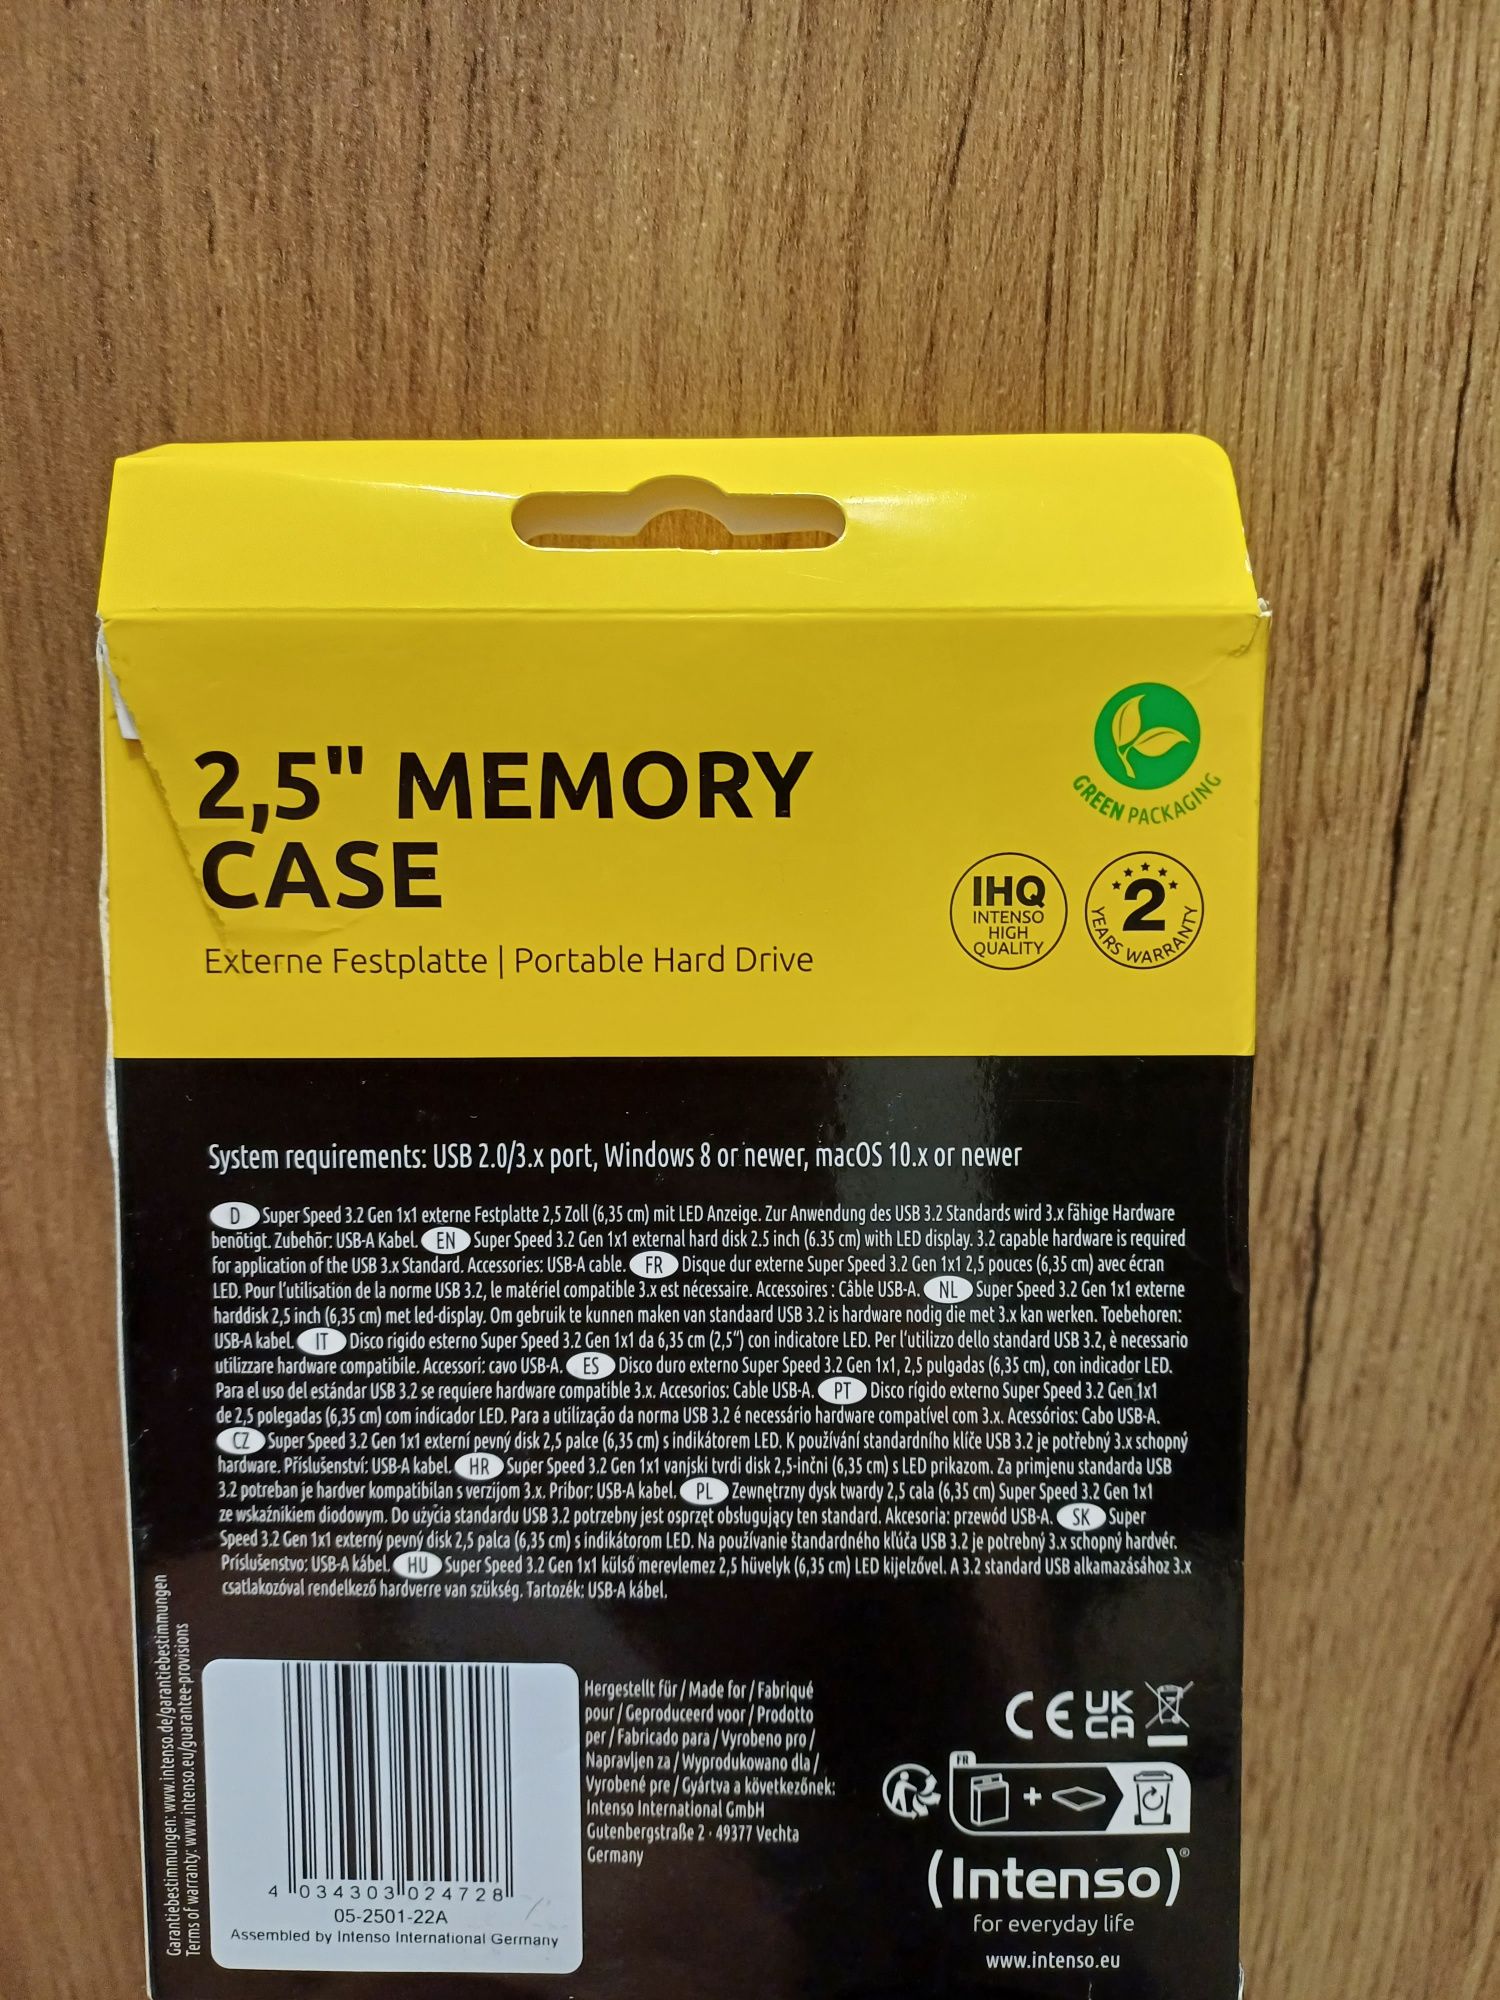 2,5" MEMORY
CASE
Externe Festplatte | Portable Hard Drive
GREEN PACKAGING
IHQ
INTENSO
HIGH
QUALITY
2
YEARS WARRANTY
System requirements: USB 2.0/3.x port, Windows 8 or newer, macOS 10.x or newer
D Super Speed 3.2 Gen 1x1 externe Festplatte 2,5 Zoll (6,35 cm) mit LED Anzeige. Zur Anwendung des USB 3.2 Standards wird 3.x fähige Hardware
benötigt. Zubehör: USB-A Kabel. EN Super Speed 3.2 Gen 1x1 external hard disk 2.5 inch (6.35 cm) with LED display. 3.2 capable hardware is required
for application of the USB 3.x Standard. Accessories: USB-A cable. FR Disque dur externe Super Speed 3.2 Gen 1x1 2,5 pouces (6,35 cm) avec écran
LED. Pour l'utilisation de la norme USB 3.2, le matériel compatible 3.x est nécessaire. Accessoires : Câble USB-A. NL Super Speed 3.2 Gen 1x1 externe
harddisk 2,5 inch (6,35 cm) met led-display. Om gebruik te kunnen maken van standaard USB 3.2 is hardware nodig die met 3.x kan werken. Toebehoren:
USB-A kabel. IT Disco rigido esterno Super Speed 3.2 Gen 1x1 da 6,35 cm (2,5“) con indicatore LED. Per l'utilizzo dello standard USB 3.2, è necessario
utilizzare hardware compatibile. Accessori: cavo USB-A. ES Disco duro externo Super Speed 3.2 Gen 1x1, 2,5 pulgadas (6,35 cm), con indicador LED.
Para el uso del estándar USB 3.2 se requiere hardware compatible 3.x. Accesorios: Cable USB-A. PT Disco rígido externo Super Speed 3.2 Gen 1x1
de 2,5 polegadas (6,35 cm) com indicador LED. Para a utilização da norma USB 3.2 é necessário hardware compatível com 3.x. Acessórios: Cabo USB-A.
CZ Super Speed 3.2 Gen 1x1 externí pevný disk 2,5 palce (6,35 cm) s indikátorem LED. K používání standardního klíče USB 3.2 je potřebný 3.x schopný
hardware. Příslušenství: USB-A kabel. HR Super Speed 3.2 Gen 1x1 vanjski tvrdi disk 2,5-inčni (6,35 cm) s LED prikazom. Za primjenu standarda USB
3.2 potreban je hardver kompatibilan s verzijom 3.x. Pribor: USB-A kabel. PL Zewnętrzny dysk twardy 2,5 cala (6,35 cm) Super Speed 3.2 Gen 1x1
ze wskaźnikiem diodowym. Do użycia standardu USB 3.2 potrzebny jest osprzęt obsługujący ten standard. Akcesoria: przewód USB-A. SK Super
Speed 3.2 Gen 1x1 externý pevný disk 2,5 palca (6,35 cm) s indikátorom LED. Na používanie štandardného kľúča USB 3.2 je potrebný 3.x schopný hardvér.
Príslušenstvo: USB-A kábel. HU Super Speed 3.2 Gen 1x1 külső merevlemez 2,5 hüvelyk (6,35 cm) LED kijelzővel. A 3.2 standard USB alkamazásához 3.x
csatlakozóval rendelkező hardverre van szükség. Tartozék: USB-A kábel.
Garantiebestimmungen: www.intenso.de/garantiebestimmungen
Terms of warranty: www.intenso.eu/guarantee-provisions
4 034303 024728
05-2501-22A
Assembled by Intenso International Germany
Hergestellt für / Made for / Fabriqué
pour / Geproduceerd voor / Prodotto
per / Fabricado para / Vyrobeno pro /
Napravljen za / Wyprodukowano dla /
Vyrobené pre / Gyártva a következőnek:
Intenso International GmbH
Gutenbergstraße 2 · 49377 Vechta
Germany
CE UK
CA
FR
+
(Intenso)®
for everyday life
www.intenso.eu